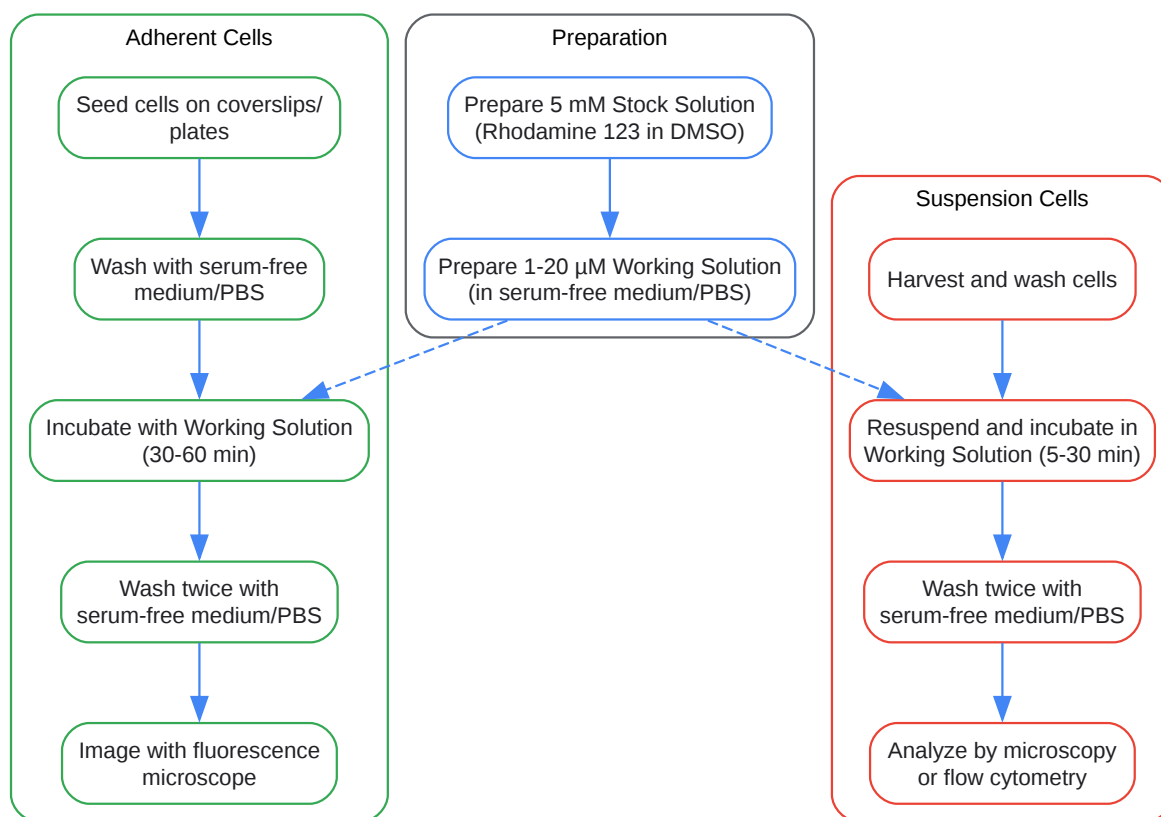 Adherent Cells
Seed cells on coverslips/
plates
Wash with serum-free
medium/PBS
Incubate with Working Solution
(30-60 min)
Wash twice with
serum-free medium/PBS
Image with fluorescence
microscope
Preparation
Prepare 5 mM Stock Solution
(Rhodamine 123 in DMSO)
Prepare 1-20 µM Working Solution
(in serum-free medium/PBS)
Suspension Cells
Harvest and wash cells
Resuspend and incubate in
Working Solution (5-30 min)
Wash twice with
serum-free medium/PBS
Analyze by microscopy
or flow cytometry